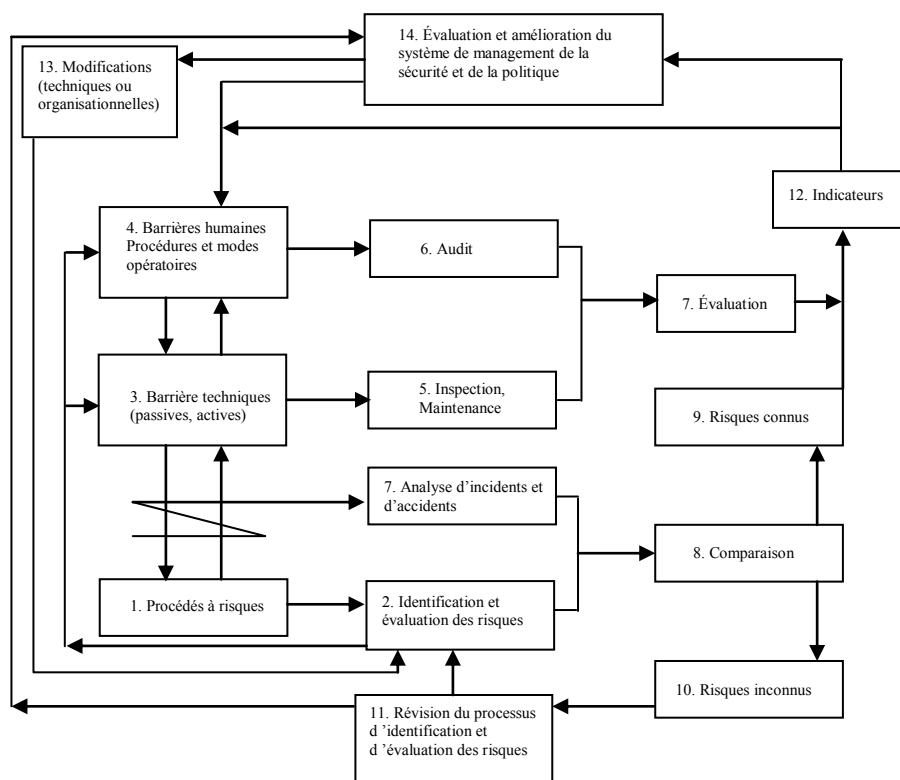 14. Évaluation et amélioration du
système de management de la
sécurité et de la politique
13. Modifications
(techniques ou
organisationnelles)
12. Indicateurs
4. Barrières humaines
Procédures et modes
opératoires
6. Audit
7. Évaluation
3. Barrière techniques
(passives, actives)
5. Inspection,
Maintenance
9. Risques connus
7. Analyse d’incidents et
d’accidents
8. Comparaison
1. Procédés à risques
2. Identification et
évaluation des risques
10. Risques inconnus
11. Révision du processus
d ’identification et
d ’évaluation des risques